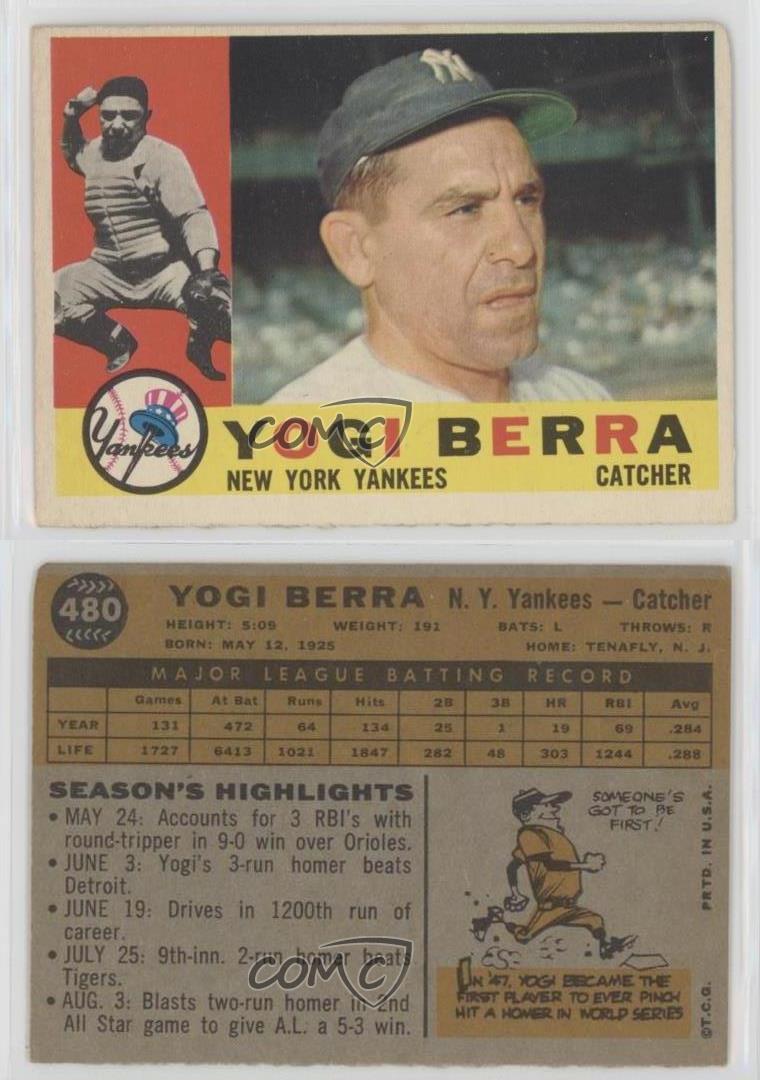 NY
Yankees
YOGI BERRA
NEW YORK YANKEES
CATCHER
COMC
480
YOGI BERRA N. Y. Yankees — Catcher
HEIGHT: 5:09 WEIGHT: 191 BATS: L THROWS: R
BORN: MAY 12, 1925 HOME: TENAFLY, N. J.
MAJOR LEAGUE BATTING RECORD
Games At Bat Runs Hits 2B 3B HR RBI Avg
YEAR 131 472 64 134 25 1 19 69 .284
LIFE 1727 6413 1021 1847 282 48 303 1244 .288
SEASON'S HIGHLIGHTS
• MAY 24: Accounts for 3 RBI's with
round-tripper in 9-0 win over Orioles.
• JUNE 3: Yogi's 3-run homer beats
Detroit.
• JUNE 19: Drives in 1200th run of
career.
• JULY 25: 9th-inn. 2-run homer beats
Tigers.
• AUG. 3: Blasts two-run homer in 2nd
All Star game to give A.L. a 5-3 win.
COMC
SOMEONE'S
GOT TO BE
FIRST!
IN '47, YOGI BECAME THE
FIRST PLAYER TO EVER PINCH
HIT A HOMER IN WORLD SERIES
©T.C.G. PRTD. IN U.S.A.